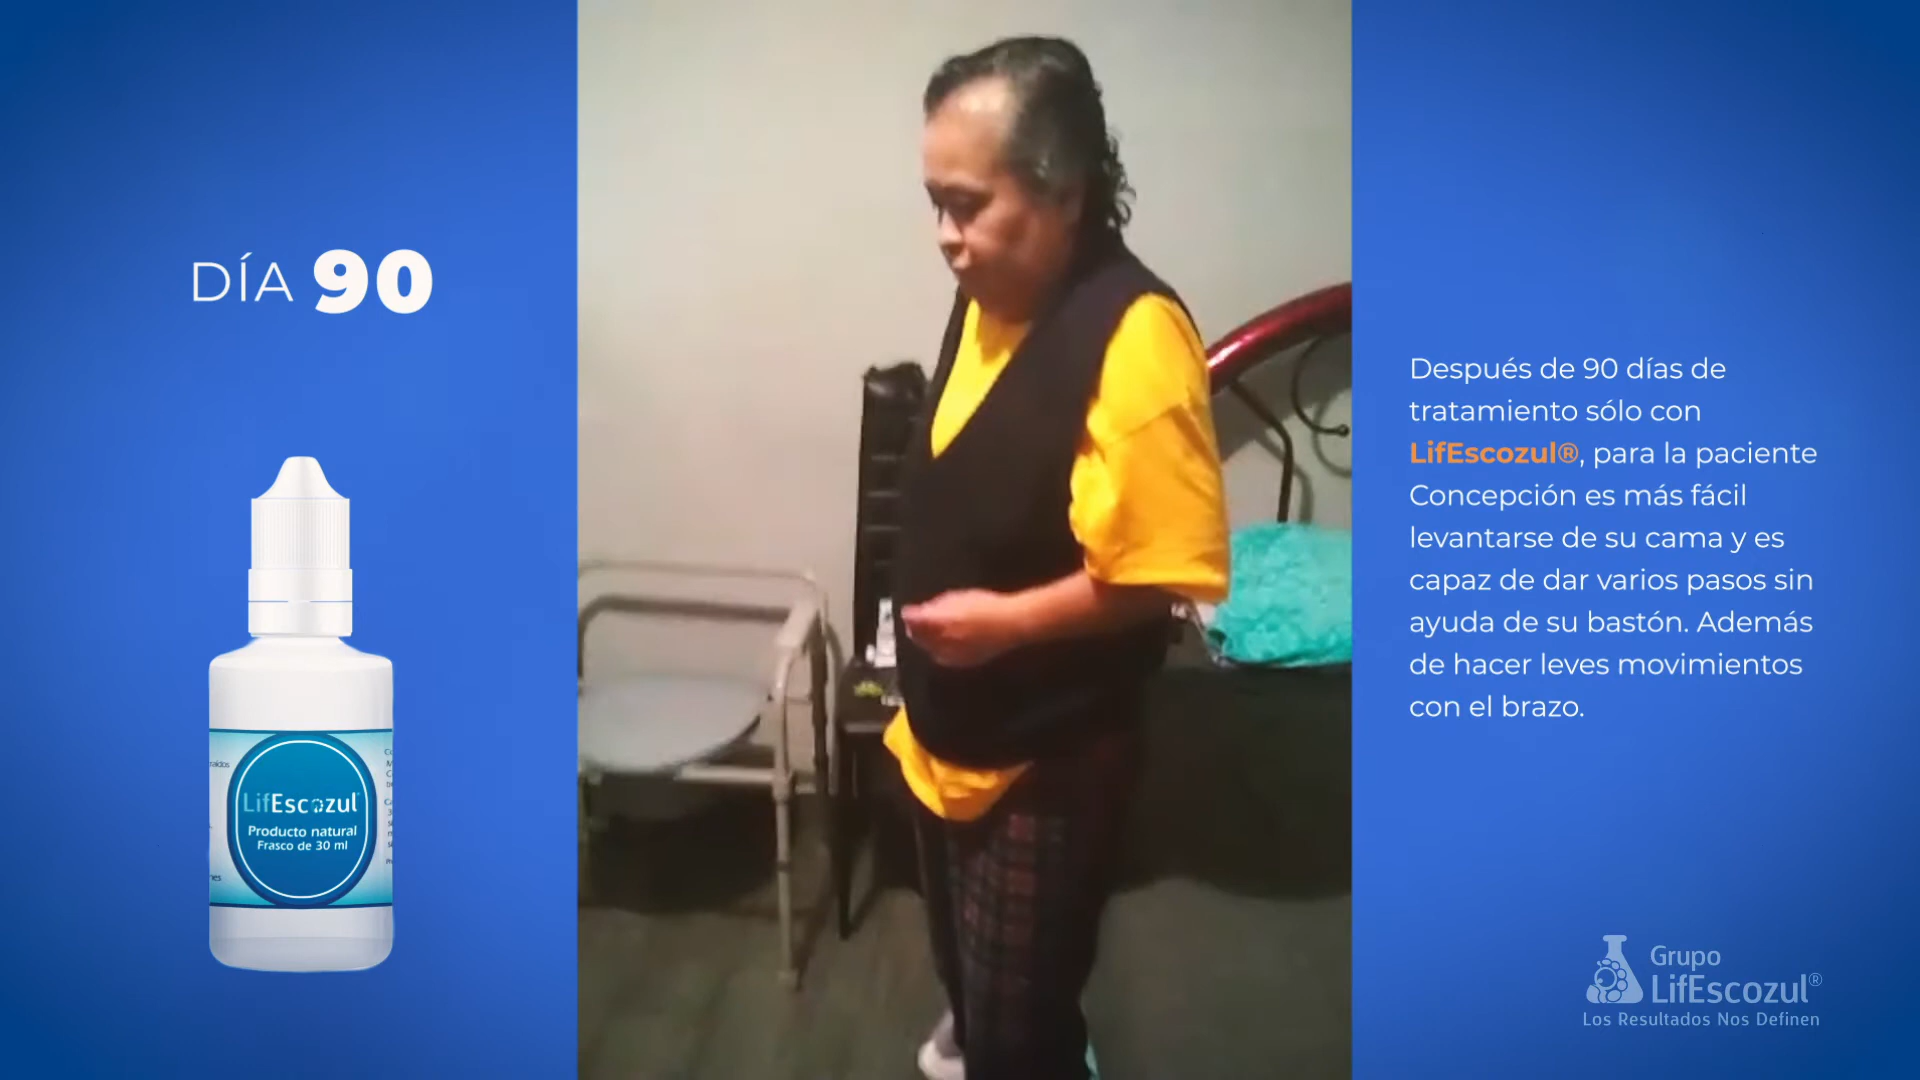 DÍA 90
LifEscozul
Producto natural
Frasco de 30 ml
nes
Después de 90 días de
tratamiento sólo con
LifEscozul®, para la paciente
Concepción es más fácil
levantarse de su cama y es
capaz de dar varios pasos sin
ayuda de su bastón. Además
de hacer leves movimientos
con el brazo.
Grupo
LifEscozul®
Los Resultados Nos Definen